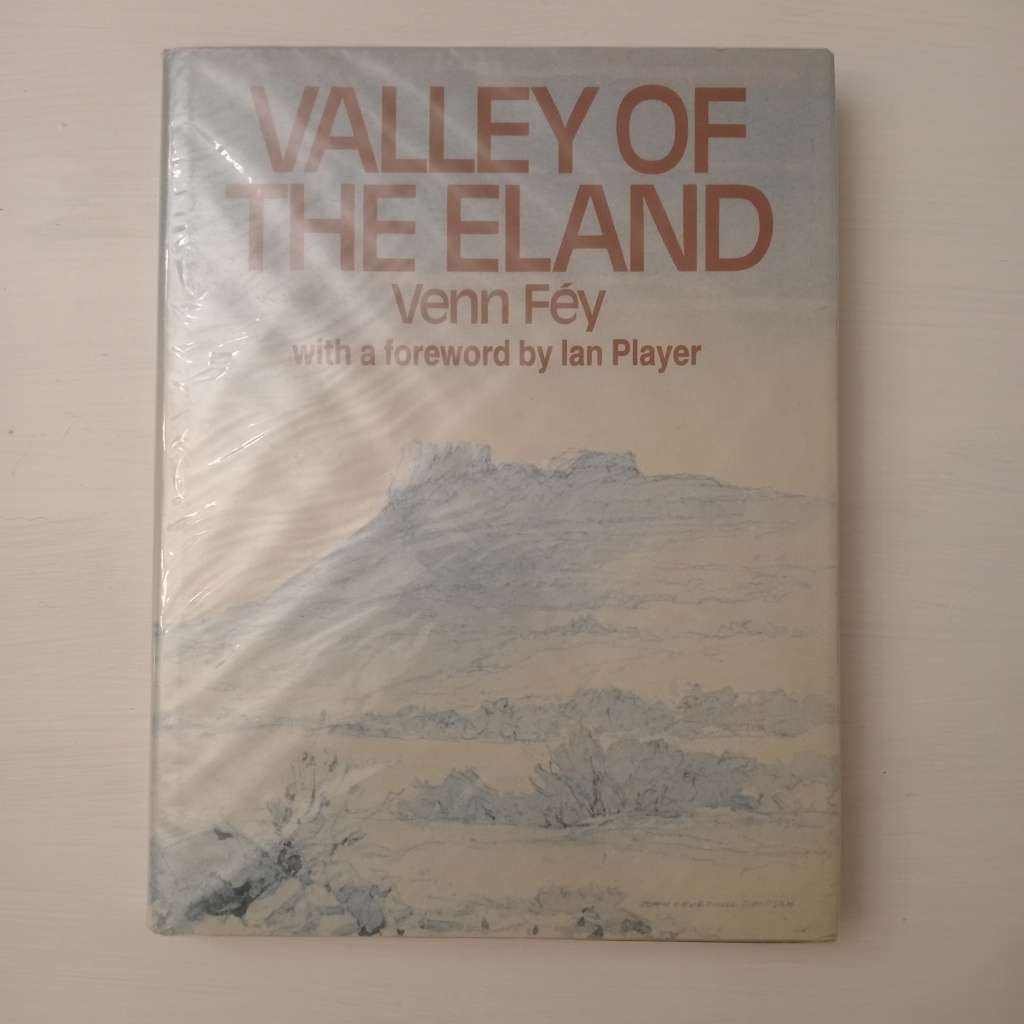 VALLEY OF
THE ELAND
Venn Féy
with a foreword by Ian Player